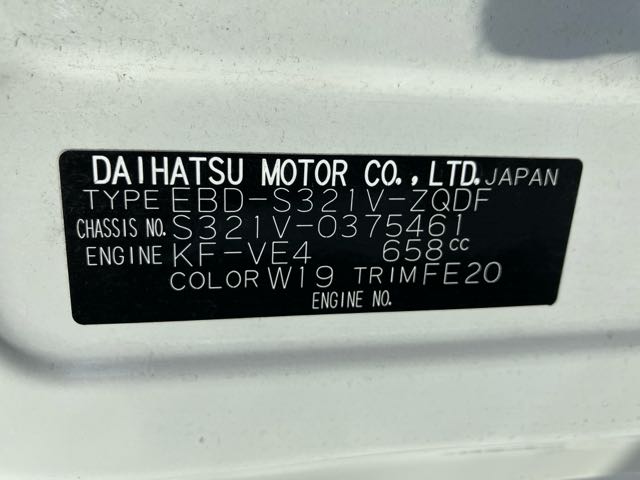 DAIHATSU MOTOR CO., LTD. JAPAN
TYPE EBD-S321V-ZQDF
CHASSIS NO. S321V-0375461
ENGINE KF-VE4 658cc
COLOR W19 TRIM FE20
ENGINE NO.